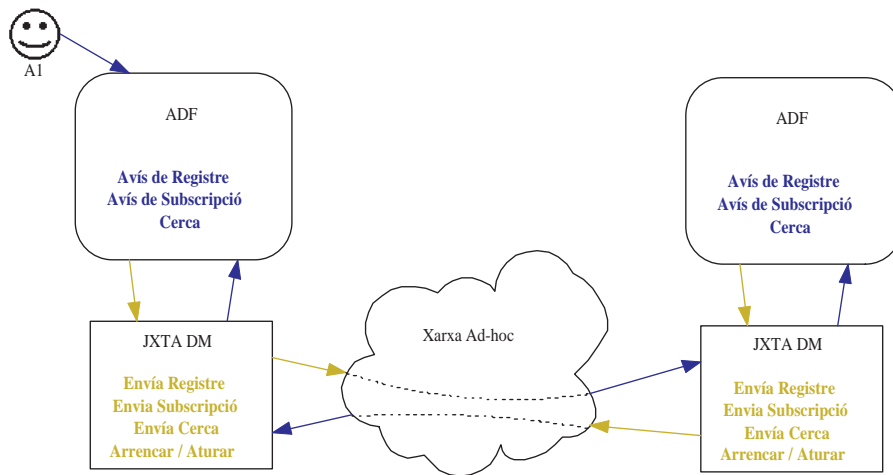 A1
ADF
Avís de Registre
Avís de Subscripció
Cerca
JXTA DM
Envía Registre
Envia Subscripció
Envía Cerca
Arrencar / Aturar
Xarxa Ad-hoc
ADF
Avís de Registre
Avís de Subscripció
Cerca
JXTA DM
Envía Registre
Envia Subscripció
Envía Cerca
Arrencar / Aturar